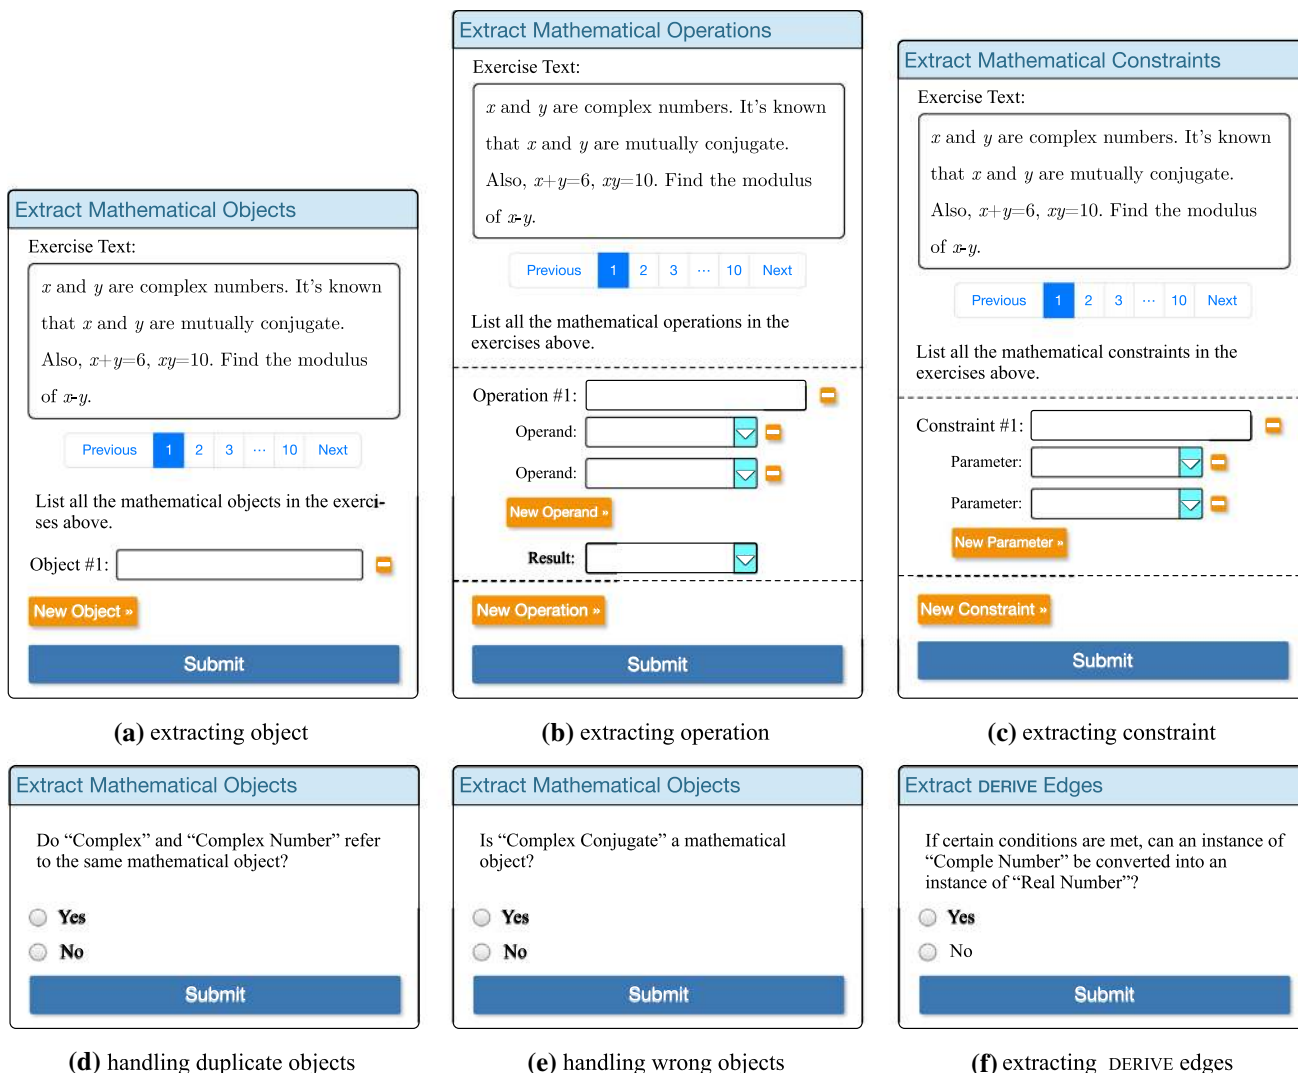 Extract Mathematical Objects
Exercise Text:
x and y are complex numbers. It's known
that x and y are mutually conjugate.
Also, x+y=6, xy=10. Find the modulus
of x-y.
Previous 1 2 3 ··· 10 Next
List all the mathematical objects in the exerci-
ses above.
Object #1:
New Object »
Submit
(a) extracting object
Extract Mathematical Operations
Exercise Text:
x and y are complex numbers. It's known
that x and y are mutually conjugate.
Also, x+y=6, xy=10. Find the modulus
of x-y.
Previous 1 2 3 ··· 10 Next
List all the mathematical operations in the
exercises above.
Operation #1:
Operand:
Operand:
New Operand »
Result:
New Operation »
Submit
(b) extracting operation
Extract Mathematical Constraints
Exercise Text:
x and y are complex numbers. It's known
that x and y are mutually conjugate.
Also, x+y=6, xy=10. Find the modulus
of x-y.
Previous 1 2 3 ··· 10 Next
List all the mathematical constraints in the
exercises above.
Constraint #1:
Parameter:
Parameter:
New Parameter »
New Constraint »
Submit
(c) extracting constraint
Extract Mathematical Objects
Do “Complex” and “Complex Number” refer
to the same mathematical object?
Yes
No
Submit
(d) handling duplicate objects
Extract Mathematical Objects
Is “Complex Conjugate” a mathematical
object?
Yes
No
Submit
(e) handling wrong objects
Extract DERIVE Edges
If certain conditions are met, can an instance of
“Comple Number” be converted into an
instance of “Real Number”?
Yes
No
Submit
(f) extracting DERIVE edges